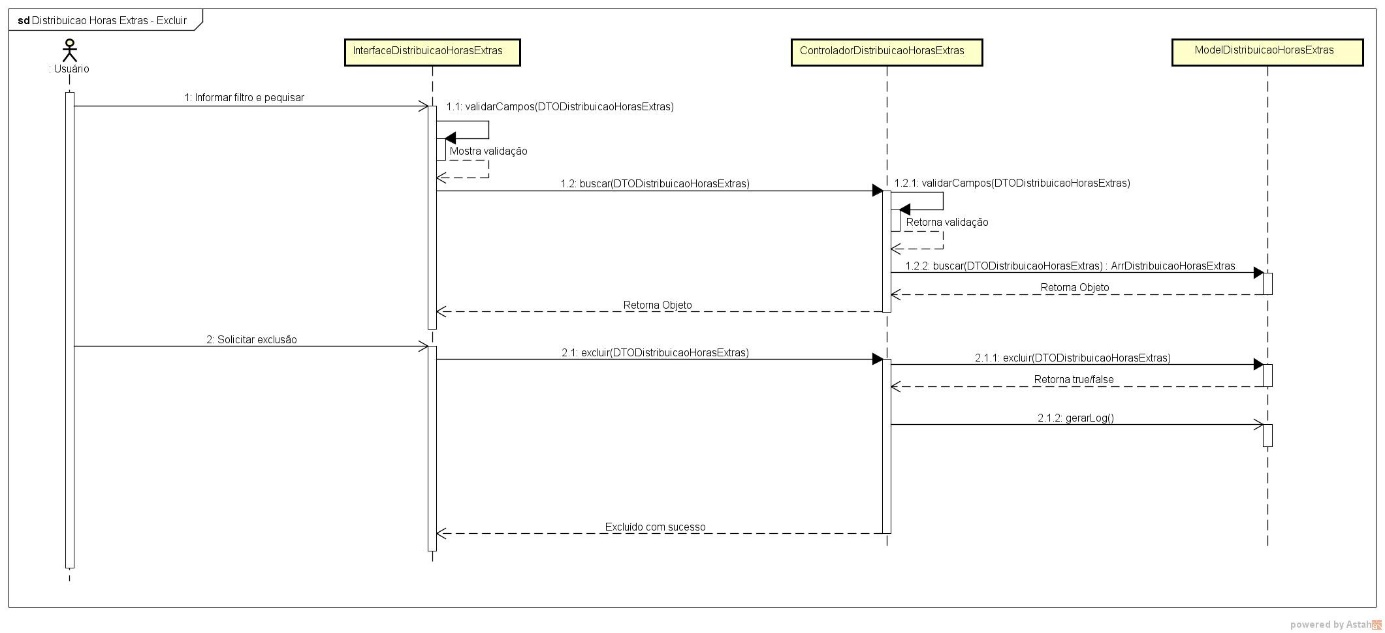 sd Distribuicao Horas Extras - Excluir
: Usuário
InterfaceDistribuicaoHorasExtras
ControladorDistribuicaoHorasExtras
ModelDistribuicaoHorasExtras
1: Informar filtro e pequisar
1.1: validarCampos(DTODistribuicaoHorasExtras)
Mostra validação
1.2: buscar(DTODistribuicaoHorasExtras)
1.2.1: validarCampos(DTODistribuicaoHorasExtras)
Retorna validação
1.2.2: buscar(DTODistribuicaoHorasExtras) : ArrDistribuicaoHorasExtras
Retorna Objeto
Retorna Objeto
2: Solicitar exclusão
2.1: excluir(DTODistribuicaoHorasExtras)
2.1.1: excluir(DTODistribuicaoHorasExtras)
Retorna true/false
2.1.2: gerarLog()
Excluído com sucesso
powered by Astah